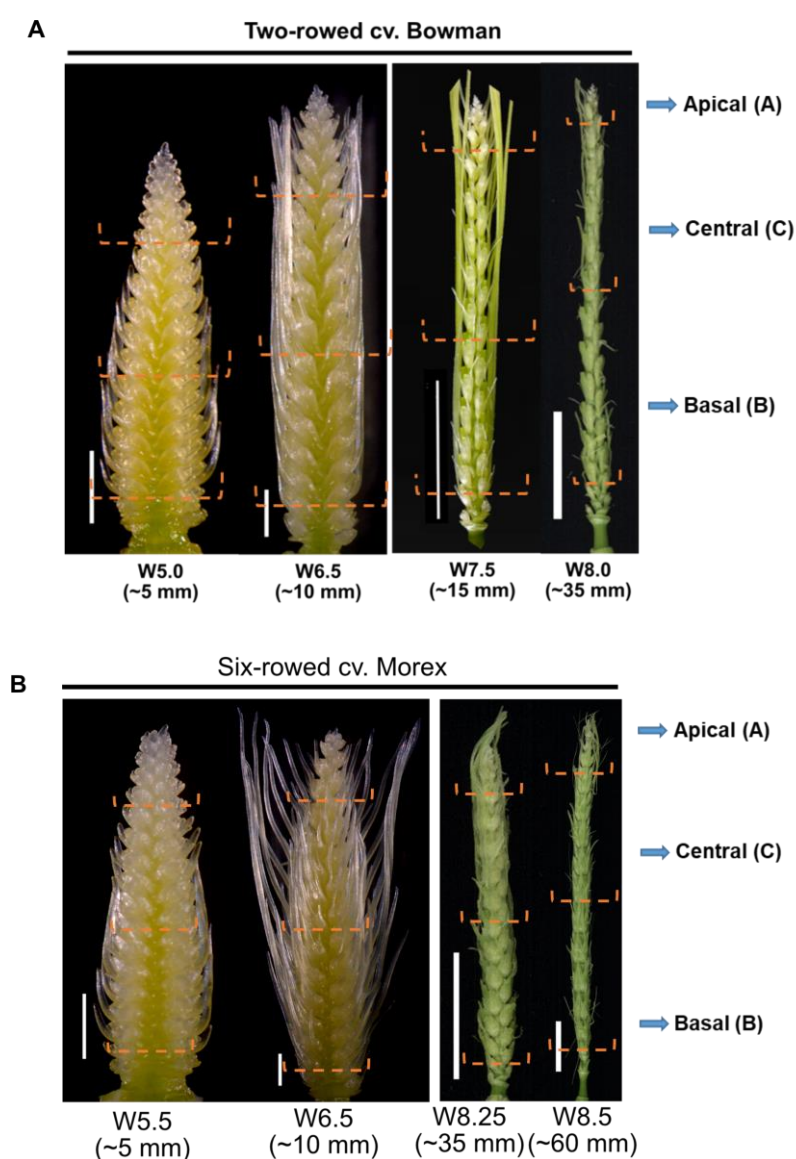 A
Two-rowed cv. Bowman
Apical (A)
Central (C)
Basal (B)
W5.0 W6.5 W7.5 W8.0
(~5 mm) (~10 mm) (~15 mm) (~35 mm)
B
Six-rowed cv. Morex
Apical (A)
Central (C)
Basal (B)
W5.5 W6.5 W8.25 W8.5
(~5 mm) (~10 mm) (~35 mm) (~60 mm)